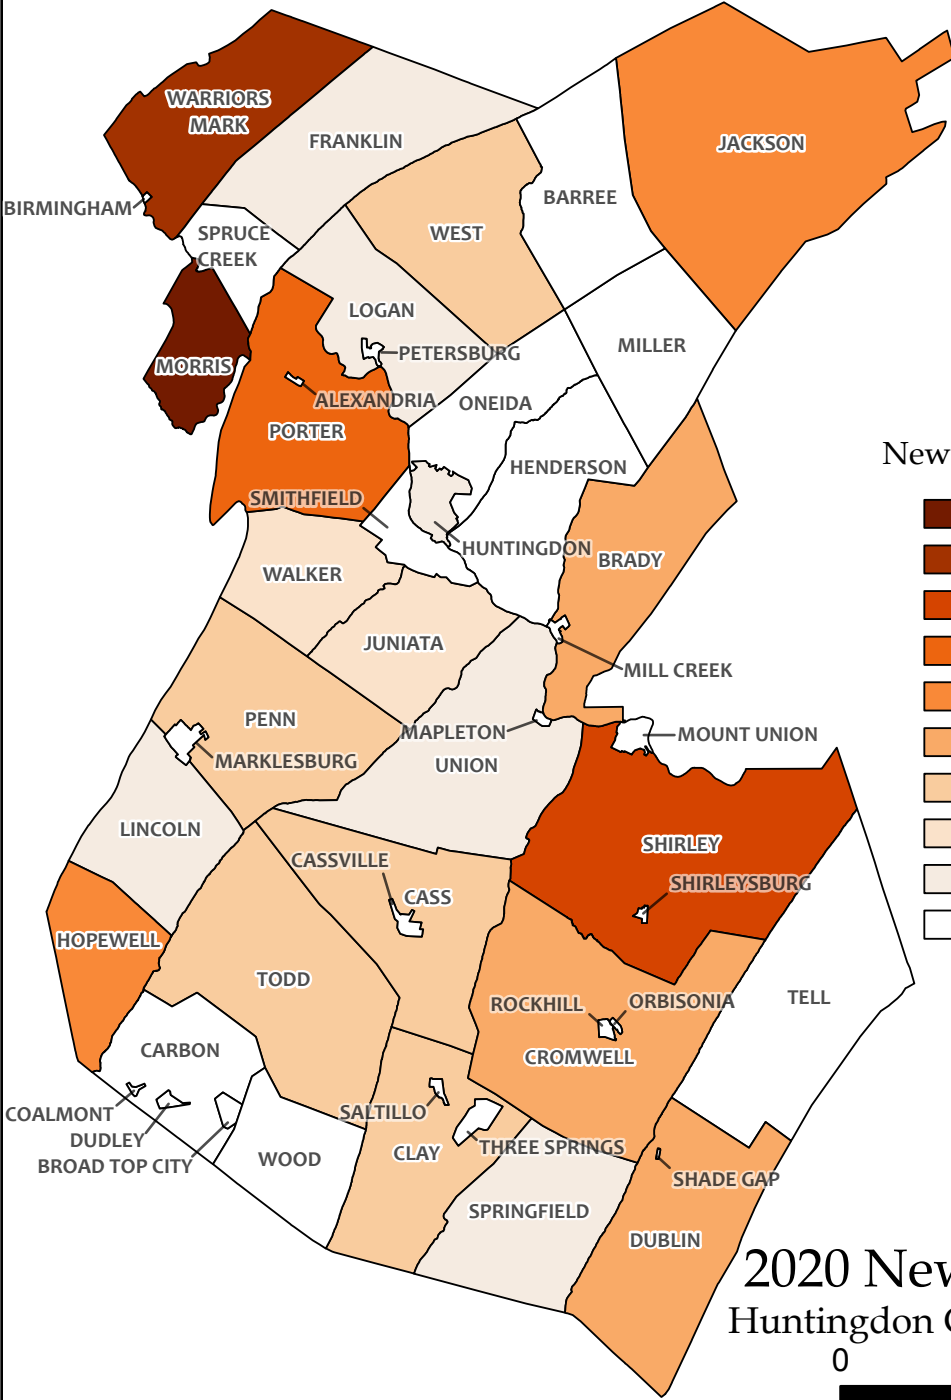 WARRIORS
MARK
FRANKLIN
JACKSON
BIRMINGHAM
BARREE
SPRUCE
CREEK
WEST
LOGAN
MORRIS
PETERSBURG
MILLER
ALEXANDRIA
ONEIDA
PORTER
HENDERSON
New
SMITHFIELD
HUNTINGDON
BRADY
WALKER
JUNIATA
MILL CREEK
PENN
MAPLETON
MOUNT UNION
MARKLESBURG
UNION
LINCOLN
SHIRLEY
CASSVILLE
SHIRLEYSBURG
CASS
HOPEWELL
TODD
ROCKHILL
ORBISONIA
TELL
CARBON
CROMWELL
COALMONT
SALTILLO
DUDLEY
THREE SPRINGS
BROAD TOP CITY
WOOD
CLAY
SHADE GAP
SPRINGFIELD
DUBLIN
2020 New
Huntingdon C
0